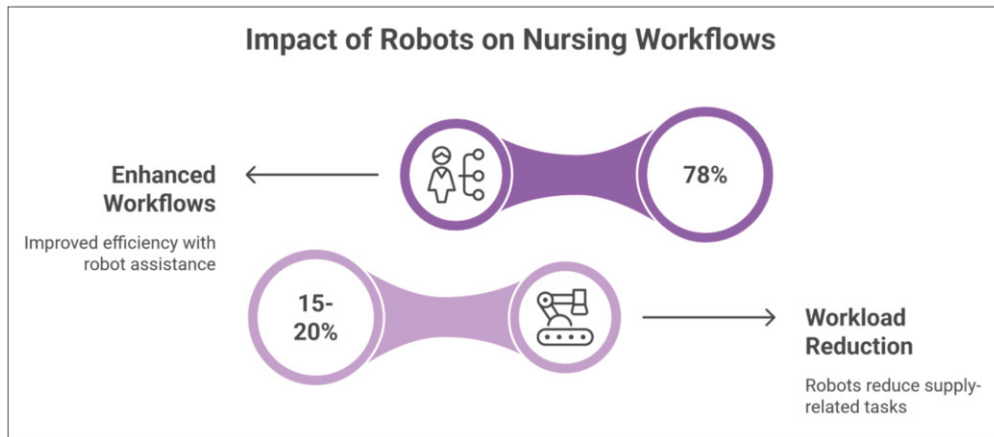 Impact of Robots on Nursing Workflows
Enhanced
Workflows
Improved efficiency with
robot assistance
78%
15-
20%
Workload
Reduction
Robots reduce supply-
related tasks